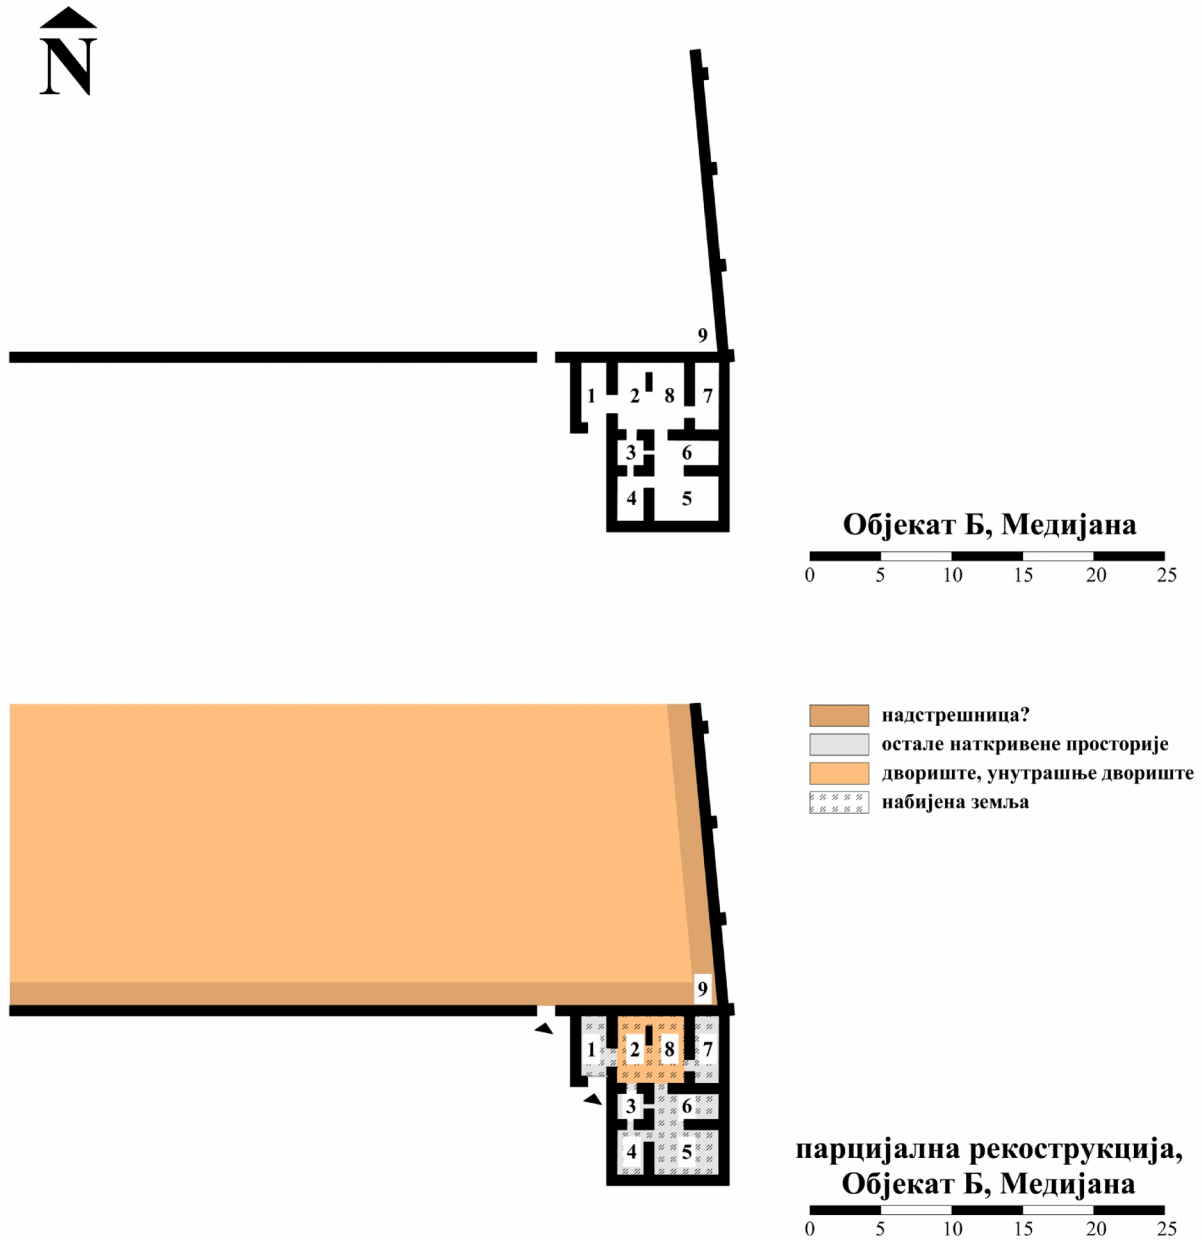 N
9
1 2 8 7
3 6
4 5
Објекат Б, Медијана
0 5 10 15 20 25
надстрешница?
остале наткривене просторије
двориште, унутрашње двориште
набијена земља
9
1 2 8 7
3 6
4 5
парцијална рекострукција,
Објекат Б, Медијана
0 5 10 15 20 25